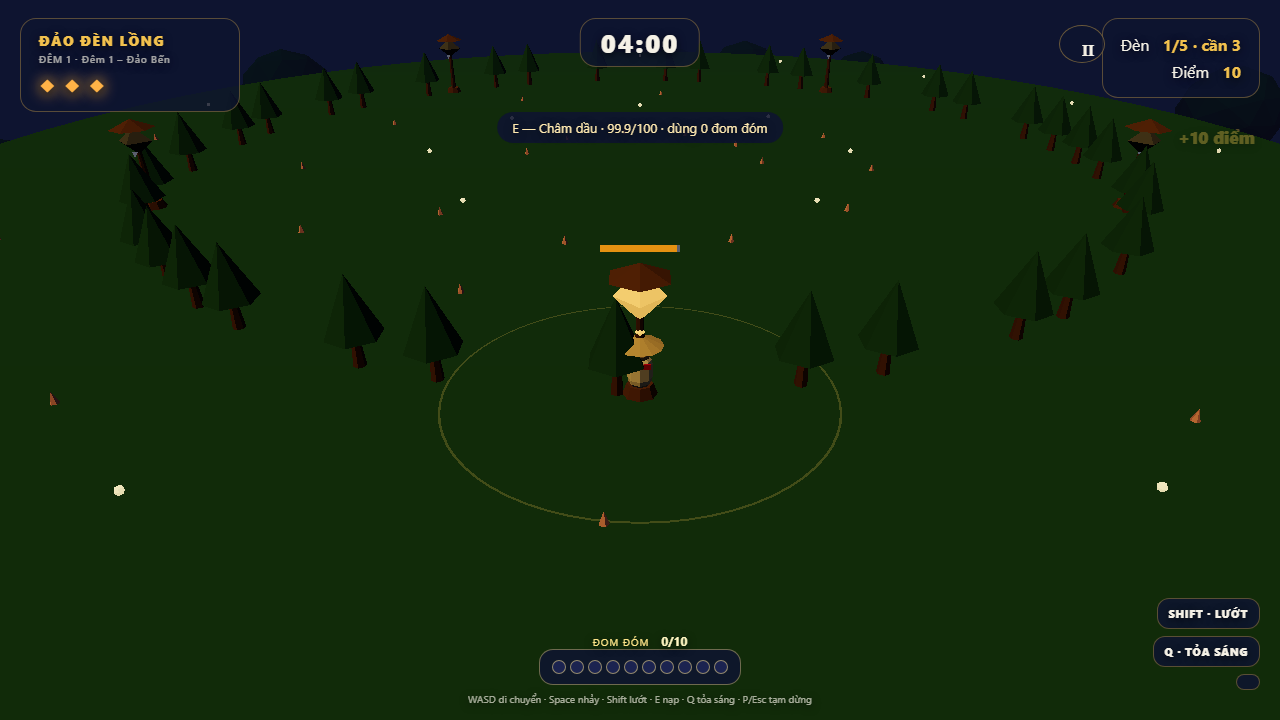 ĐẢO ĐÈN LỒNG
ĐÊM 1 · Đêm 1 — Đảo Bến
04:00
II
Đèn 1/5 · cần 3
Điểm 10
+10 điểm
E — Châm dầu · 99.9/100 · dùng 0 đom đóm
SHIFT · LƯỚT
Q · TỎA SÁNG
ĐOM ĐÓM 0/10
WASD di chuyển · Space nhảy · Shift lướt · E nạp · Q tỏa sáng · P/Esc tạm dừng